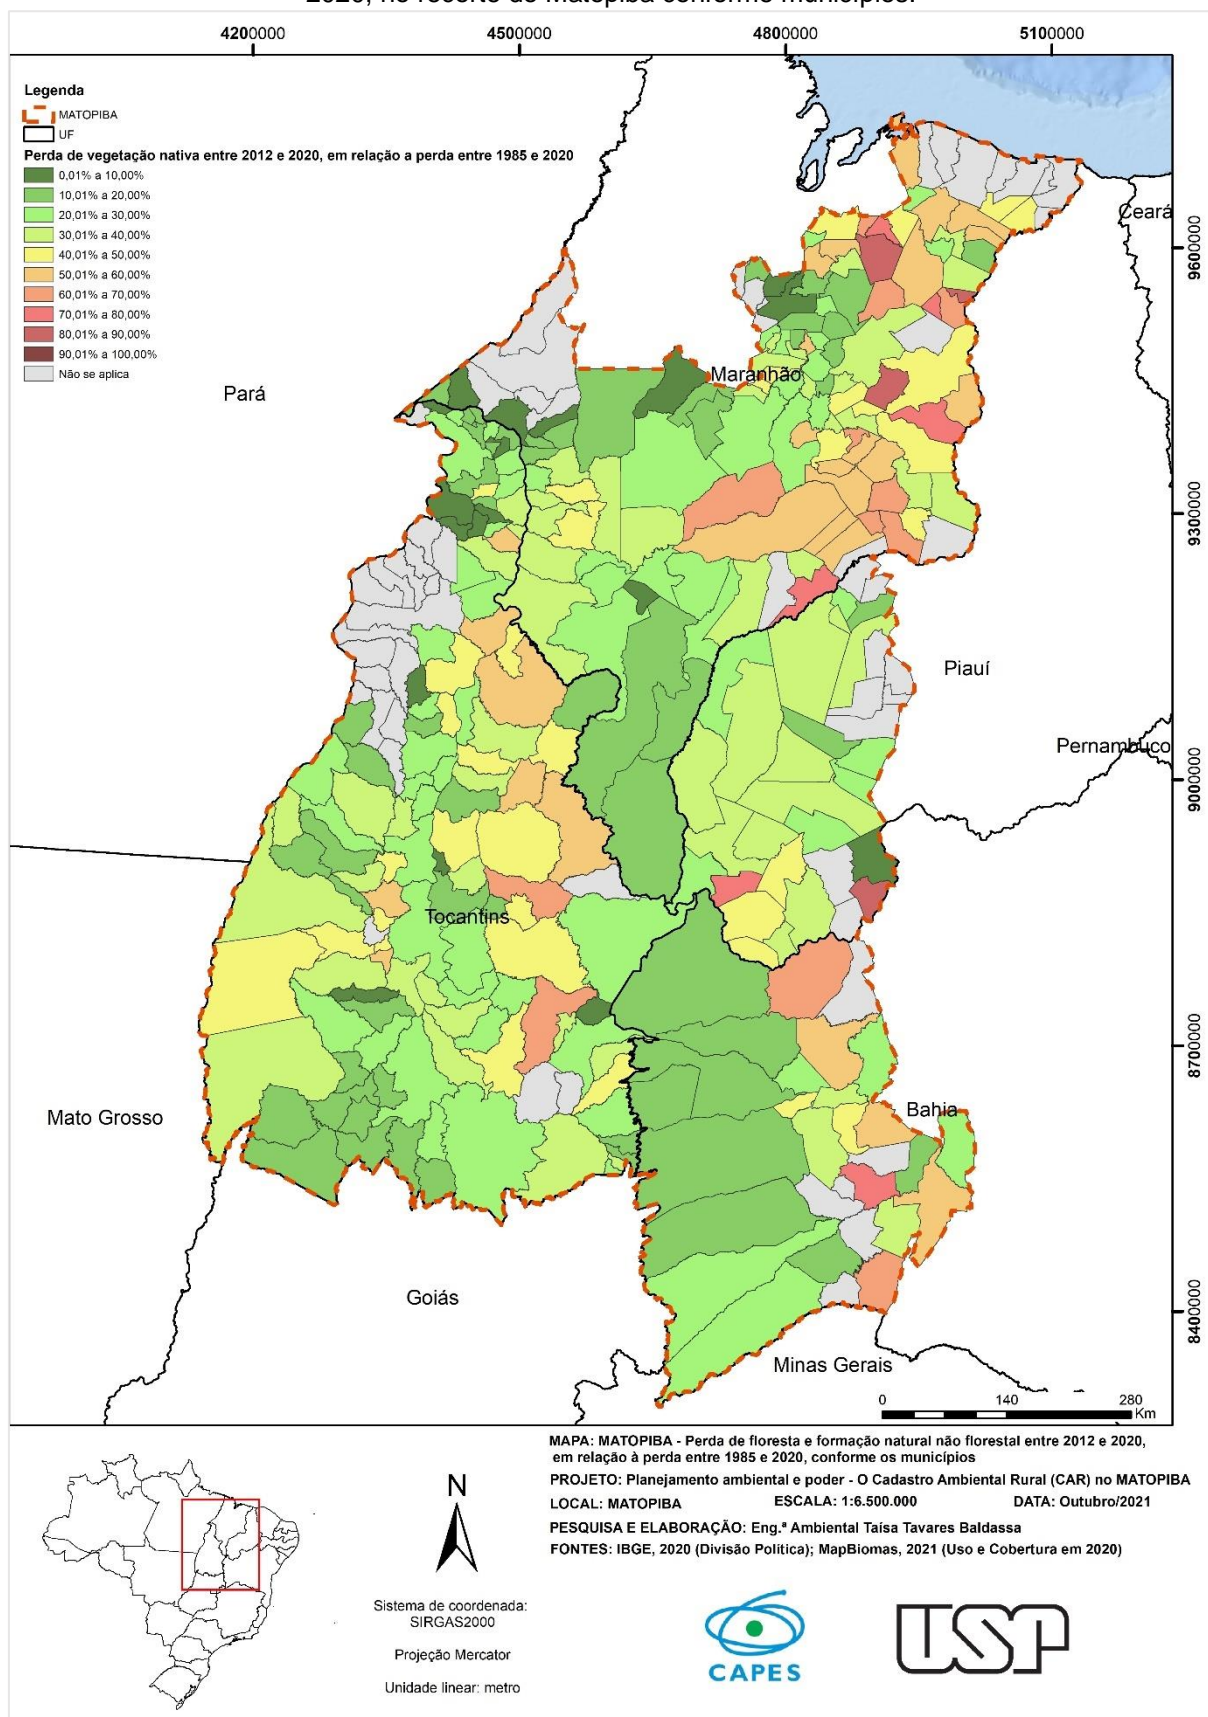 2020, no recorte do Matopiba conforme municípios.
4200000
4500000
4800000
5100000
Legenda
MATOPIBA
UF
Perda de vegetação nativa entre 2012 e 2020, em relação a perda entre 1985 e 2020
0,01% a 10,00%
10,01% a 20,00%
20,01% a 30,00%
30,01% a 40,00%
40,01% a 50,00%
50,01% a 60,00%
60,01% a 70,00%
70,01% a 80,00%
80,01% a 90,00%
90,01% a 100,00%
Não se aplica
Ceará
9600000
Maranhão
Pará
9300000
Piauí
Pernambuco
9000000
Tocantins
8700000
Mato Grosso
Bahia
Goiás
8400000
Minas Gerais
0 140 280
Km
MAPA: MATOPIBA - Perda de floresta e formação natural não florestal entre 2012 e 2020,
em relação à perda entre 1985 e 2020, conforme os municípios
PROJETO: Planejamento ambiental e poder - O Cadastro Ambiental Rural (CAR) no MATOPIBA
LOCAL: MATOPIBA ESCALA: 1:6.500.000 DATA: Outubro/2021
PESQUISA E ELABORAÇÃO: Eng.ª Ambiental Taísa Tavares Baldassa
FONTES: IBGE, 2020 (Divisão Política); MapBiomas, 2021 (Uso e Cobertura em 2020)
N
Sistema de coordenada:
SIRGAS2000
Projeção Mercator
Unidade linear: metro
CAPES
USP